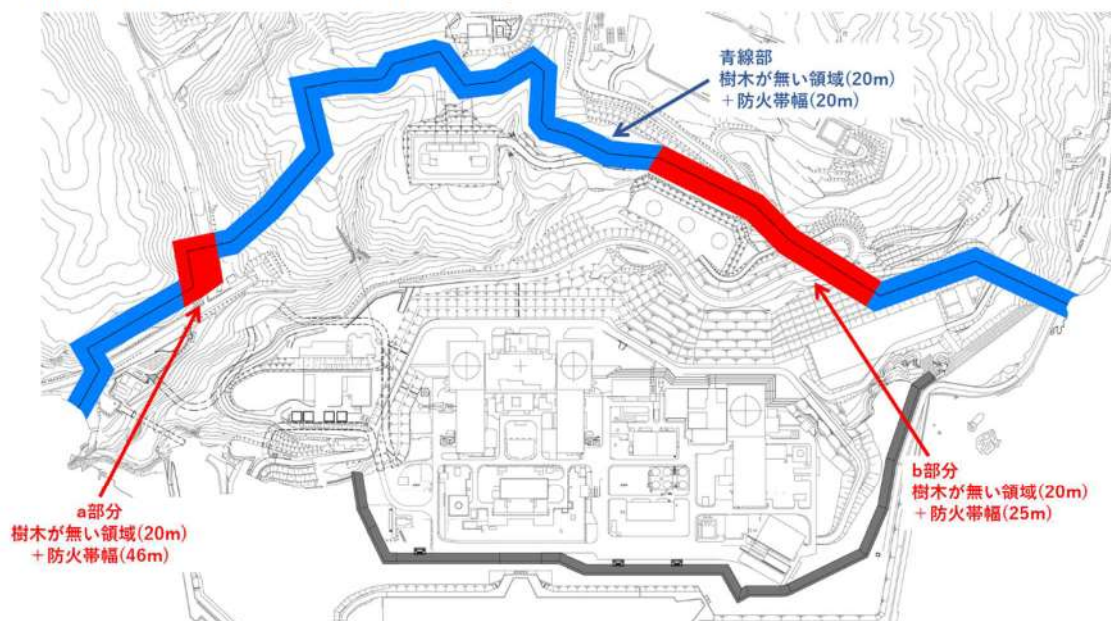 青線部
樹木が無い領域(20m)
＋防火帯幅(20m)
a部分
樹木が無い領域(20m)
＋防火帯幅(46m)
b部分
樹木が無い領域(20m)
＋防火帯幅(25m)